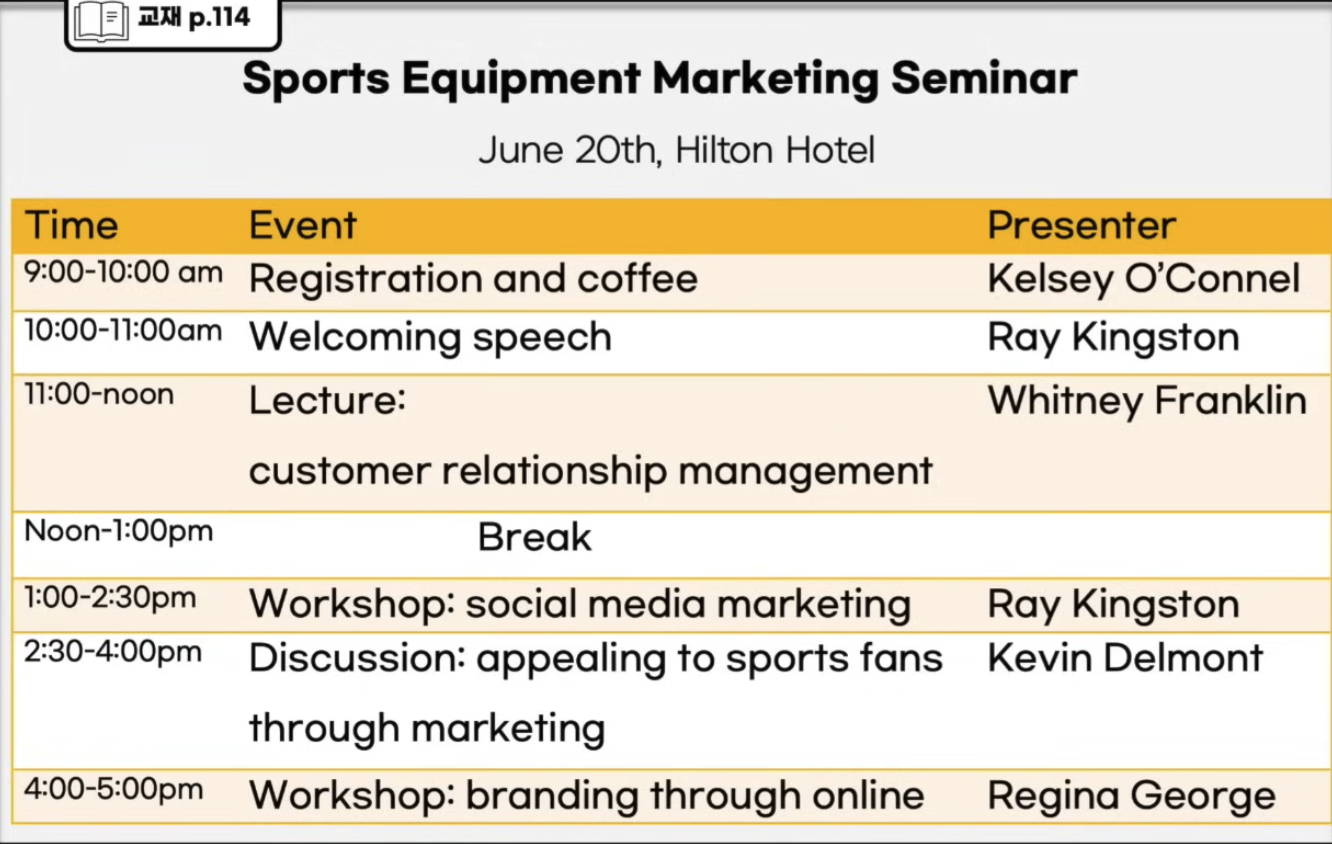 교재 p.114
Sports Equipment Marketing Seminar
June 20th, Hilton Hotel
Time Event Presenter
9:00-10:00 am Registration and coffee Kelsey O'Connel
10:00-11:00am Welcoming speech Ray Kingston
11:00-noon Lecture: Whitney Franklin
customer relationship management
Noon-1:00pm Break
1:00-2:30pm Workshop: social media marketing Ray Kingston
2:30-4:00pm Discussion: appealing to sports fans Kevin Delmont
through marketing
4:00-5:00pm Workshop: branding through online Regina George